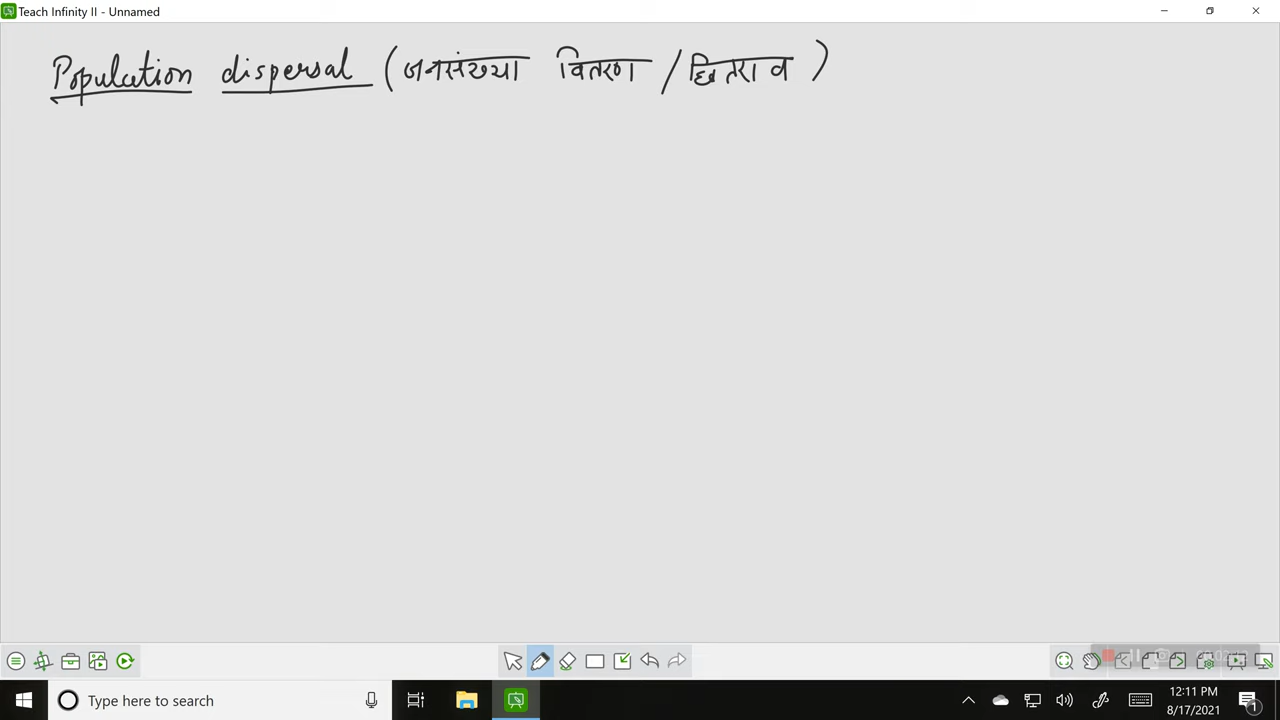 Teach Infinity II - Unnamed
Population dispersal (जनसंख्या वितरण / छितराव)
Type here to search
12:11 PM
8/17/2021
1